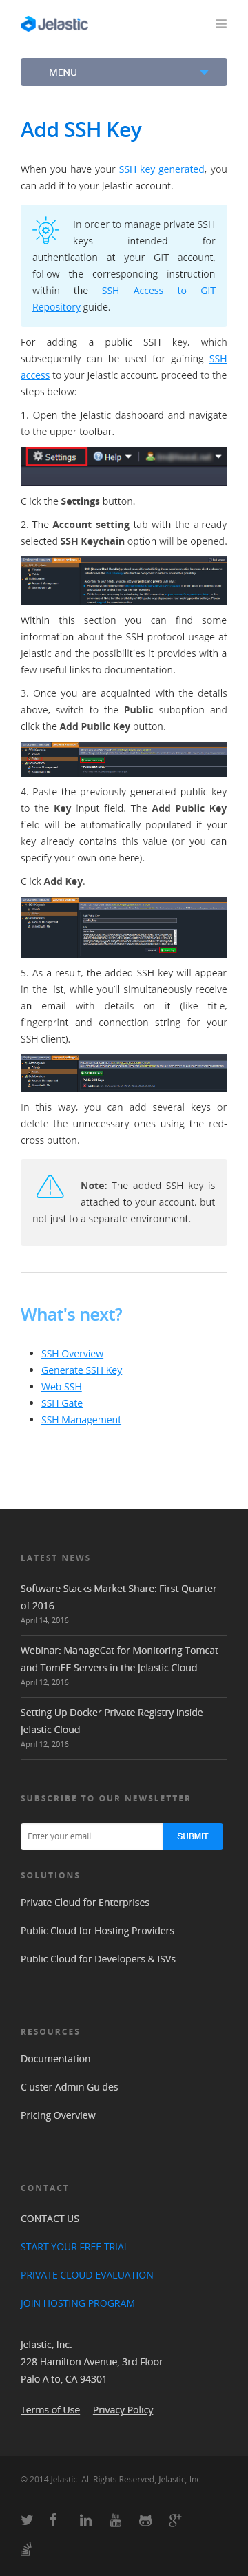 Jelastic
MENU
Add SSH Key
When you have your SSH key generated, you
can add it to your Jelastic account.
In order to manage private SSH
keys intended for
authentication at your GIT account,
follow the corresponding instruction
within the SSH Access to GIT
Repository guide.
For adding a public SSH key, which
subsequently can be used for gaining SSH
access to your Jelastic account, proceed to the
steps below:
1. Open the Jelastic dashboard and navigate
to the upper toolbar.
Settings Help
Click the Settings button.
2. The Account setting tab with the already
selected SSH Keychain option will be opened.
Within this section you can find some
information about the SSH protocol usage at
Jelastic and the possibilities it provides with a
few useful links to documentation.
3. Once you are acquainted with the details
above, switch to the Public suboption and
click the Add Public Key button.
4. Paste the previously generated public key
to the Key input field. The Add Public Key
field will be automatically populated if your
key already contains this value (or you can
specify your own one here).
Click Add Key.
5. As a result, the added SSH key will appear
in the list, while you'll simultaneously receive
an email with details on it (like title,
fingerprint and connection string for your
SSH client).
In this way, you can add several keys or
delete the unnecessary ones using the red-
cross button.
Note: The added SSH key is
attached to your account, but
not just to a separate environment.
What's next?
SSH Overview
Generate SSH Key
Web SSH
SSH Gate
SSH Management
LATEST NEWS
Software Stacks Market Share: First Quarter
of 2016
April 14, 2016
Webinar: ManageCat for Monitoring Tomcat
and TomEE Servers in the Jelastic Cloud
April 12, 2016
Setting Up Docker Private Registry inside
Jelastic Cloud
April 12, 2016
SUBSCRIBE TO OUR NEWSLETTER
Enter your email SUBMIT
SOLUTIONS
Private Cloud for Enterprises
Public Cloud for Hosting Providers
Public Cloud for Developers & ISVs
RESOURCES
Documentation
Cluster Admin Guides
Pricing Overview
CONTACT
CONTACT US
START YOUR FREE TRIAL
PRIVATE CLOUD EVALUATION
JOIN HOSTING PROGRAM
Jelastic, Inc.
228 Hamilton Avenue, 3rd Floor
Palo Alto, CA 94301
Terms of Use Privacy Policy
© 2014 Jelastic. All Rights Reserved, Jelastic, Inc.